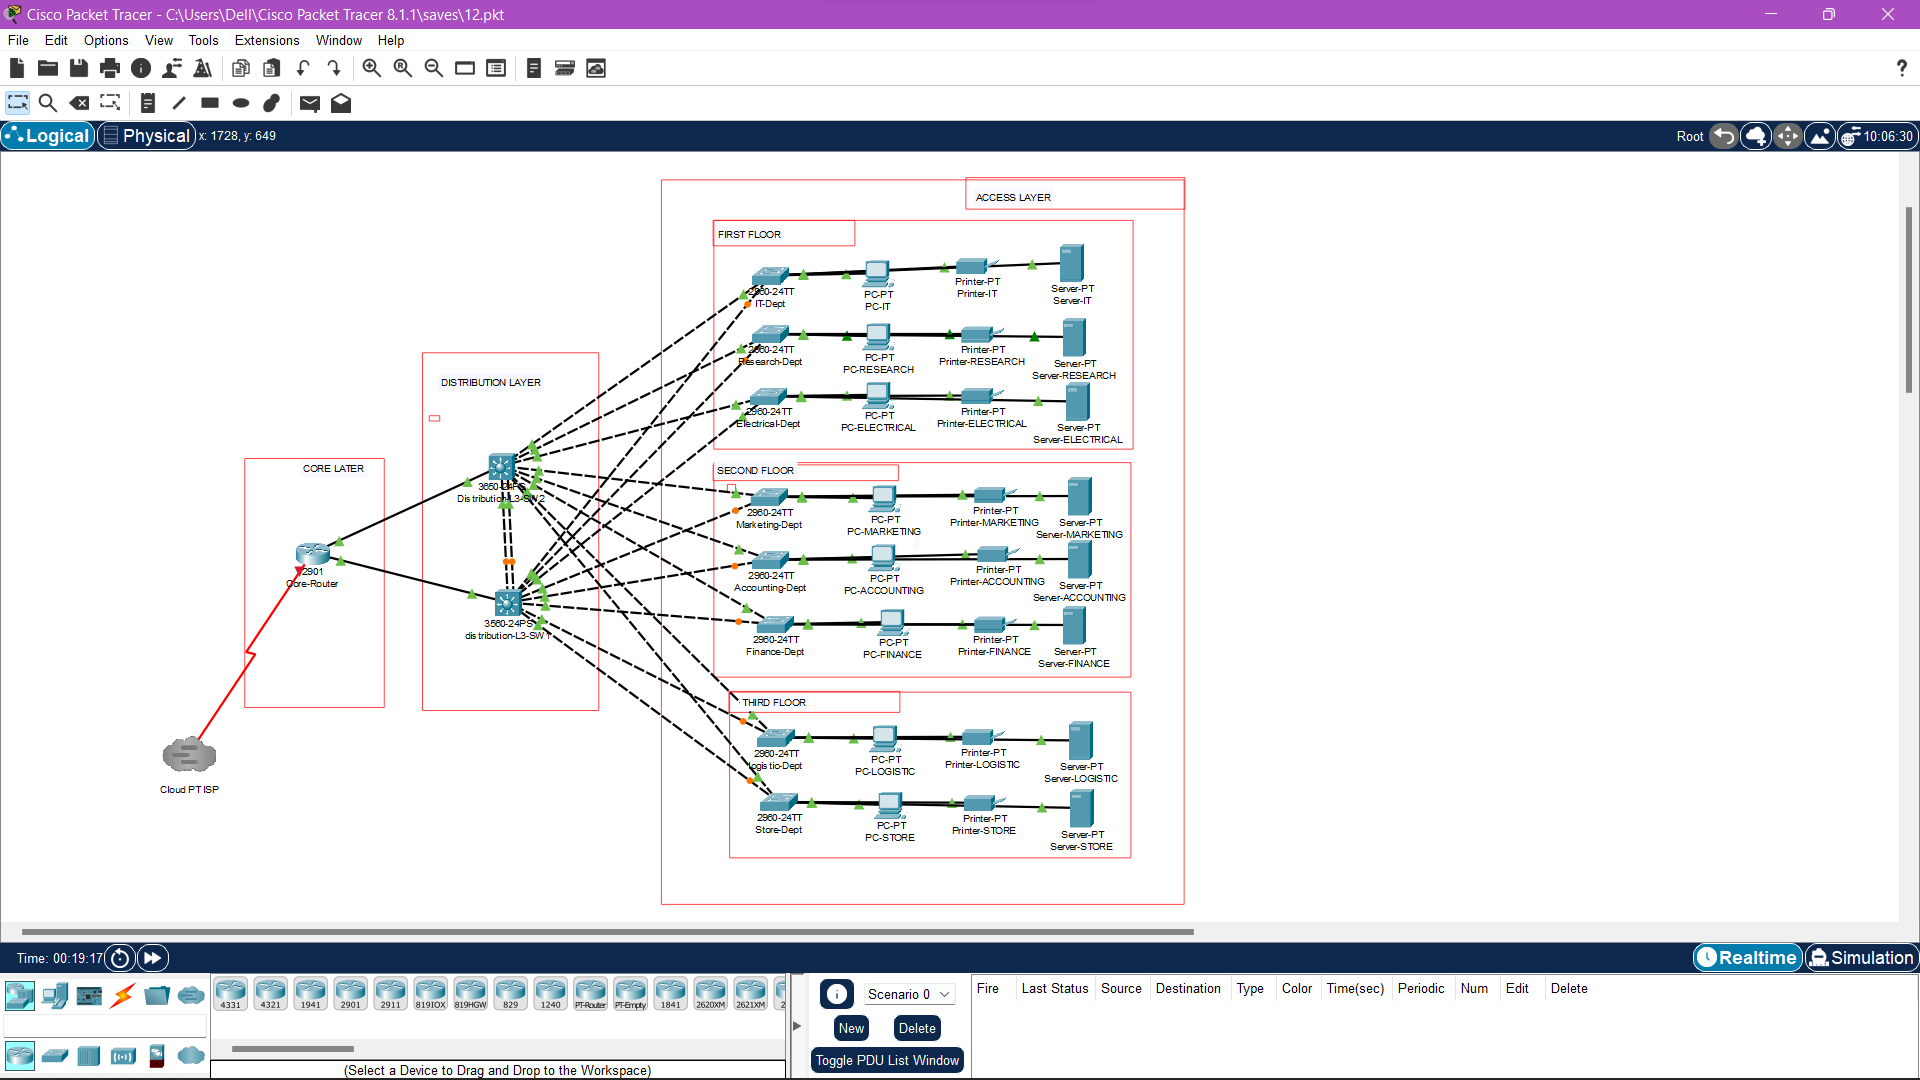 Cisco Packet Tracer - C:\Users\Dell\Cisco Packet Tracer 8.1.1\saves\12.pkt
File Edit Options View Tools Extensions Window Help
Logical Physical x: 1728, y: 649 Root 10:06:30
ACCESS LAYER
FIRST FLOOR
2960-24TT
IT-Dept
PC-PT
PC-IT
Printer-PT
Printer-IT
Server-PT
Server-IT
2960-24TT
Research-Dept
PC-PT
PC-RESEARCH
Printer-PT
Printer-RESEARCH
Server-PT
Server-RESEARCH
2960-24TT
Electrical-Dept
PC-PT
PC-ELECTRICAL
Printer-PT
Printer-ELECTRICAL
Server-PT
Server-ELECTRICAL
DISTRIBUTION LAYER
CORE LATER
3650-24PS
Distribution-L3-SW2
2901
Core-Router
3560-24PS
distribution-L3-SW1
Cloud PT ISP
SECOND FLOOR
2960-24TT
Marketing-Dept
PC-PT
PC-MARKETING
Printer-PT
Printer-MARKETING
Server-PT
Server-MARKETING
2960-24TT
Accounting-Dept
PC-PT
PC-ACCOUNTING
Printer-PT
Printer-ACCOUNTING
Server-PT
Server-ACCOUNTING
2960-24TT
Finance-Dept
PC-PT
PC-FINANCE
Printer-PT
Printer-FINANCE
Server-PT
Server-FINANCE
THIRD FLOOR
2960-24TT
Logistic-Dept
PC-PT
PC-LOGISTIC
Printer-PT
Printer-LOGISTIC
Server-PT
Server-LOGISTIC
2960-24TT
Store-Dept
PC-PT
PC-STORE
Printer-PT
Printer-STORE
Server-PT
Server-STORE
Time: 00:19:17 Realtime Simulation
4331 4321 1941 2901 2911 819IOX 819HGW 829 1240 PT-Router PT-Empty 1841 2620XM 2621XM 2
(Select a Device to Drag and Drop to the Workspace)
Scenario 0
New Delete
Toggle PDU List Window
Fire Last Status Source Destination Type Color Time(sec) Periodic Num Edit Delete